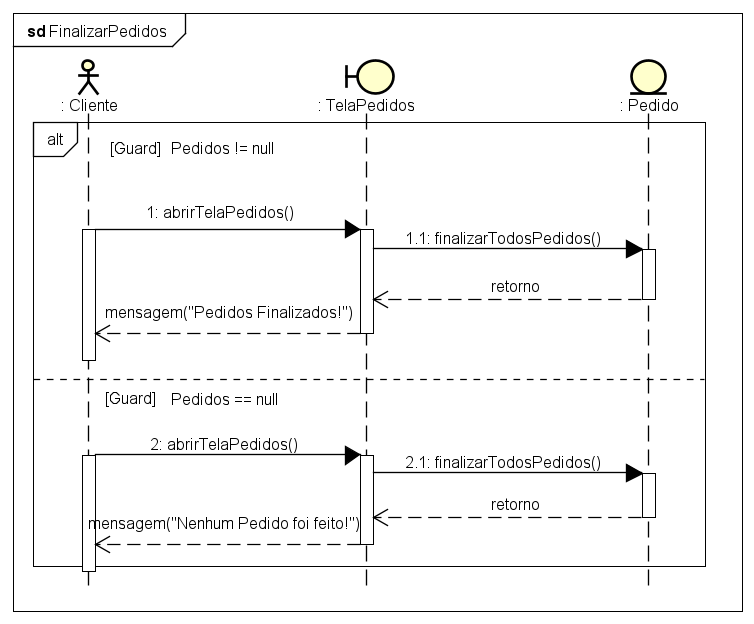 sd FinalizarPedidos
: Cliente
: TelaPedidos
: Pedido
alt
[Guard] Pedidos != null
1: abrirTelaPedidos()
1.1: finalizarTodosPedidos()
retorno
mensagem("Pedidos Finalizados!")
[Guard] Pedidos == null
2: abrirTelaPedidos()
2.1: finalizarTodosPedidos()
retorno
mensagem("Nenhum Pedido foi feito!")